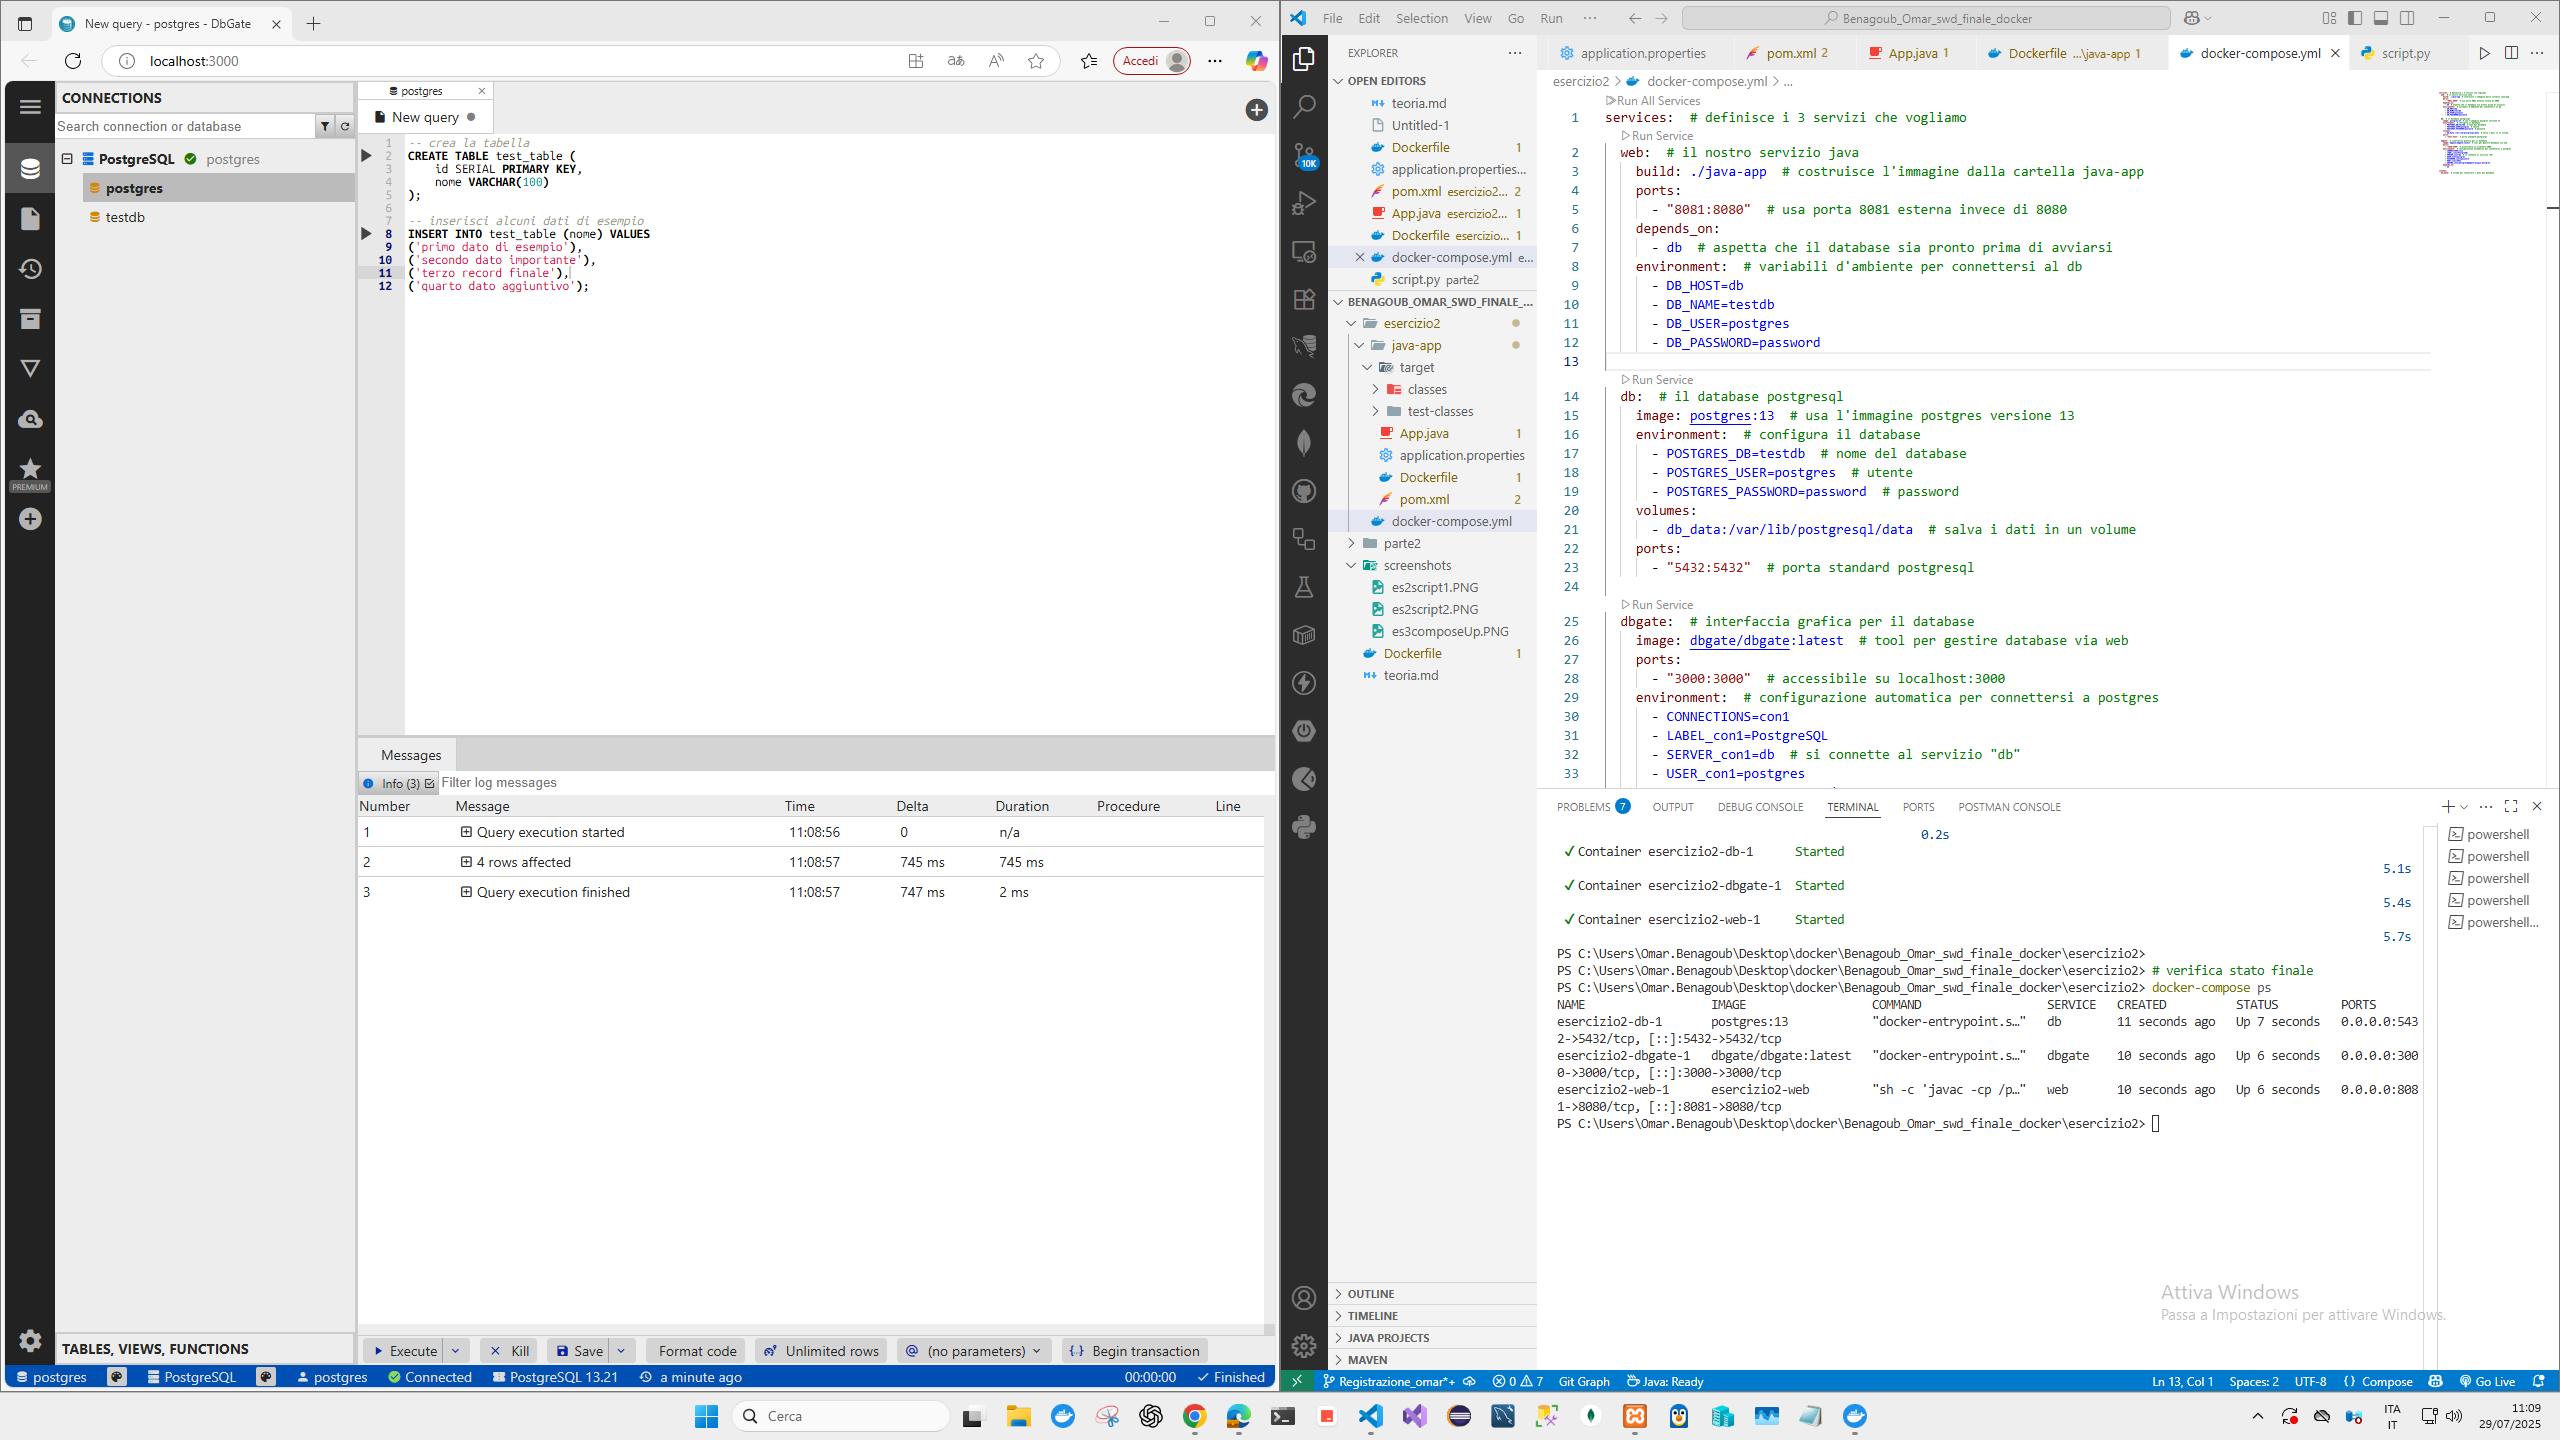 New query - postgres - DbGate
localhost:3000
Accedi
CONNECTIONS
Search connection or database
PostgreSQL postgres
postgres
testdb
PREMIUM
TABLES, VIEWS, FUNCTIONS
postgres
New query
1 -- crea la tabella
2 CREATE TABLE test_table (
3 id SERIAL PRIMARY KEY,
4 nome VARCHAR(100)
5 );
6
7 -- inserisci alcuni dati di esempio
8 INSERT INTO test_table (nome) VALUES
9 ('primo dato di esempio'),
10 ('secondo dato importante'),
11 ('terzo record finale'),
12 ('quarto dato aggiuntivo');
Messages
Info (3) Filter log messages
Number Message Time Delta Duration Procedure Line
1 Query execution started 11:08:56 0 n/a
2 4 rows affected 11:08:57 745 ms 745 ms
3 Query execution finished 11:08:57 747 ms 2 ms
Execute Kill Save Format code Unlimited rows (no parameters) Begin transaction
postgres PostgreSQL postgres Connected PostgreSQL 13.21 a minute ago 00:00:00 Finished
File Edit Selection View Go Run ··· Benagoub_Omar_swd_finale_docker
10K
EXPLORER
OPEN EDITORS
teoria.md
Untitled-1
Dockerfile 1
application.properties...
pom.xml esercizio2... 2
App.java esercizio2... 1
Dockerfile esercizio... 1
docker-compose.yml e...
script.py parte2
BENAGOUB_OMAR_SWD_FINALE_...
esercizio2
java-app
target
classes
test-classes
App.java 1
application.properties
Dockerfile 1
pom.xml 2
docker-compose.yml
parte2
screenshots
es2script1.PNG
es2script2.PNG
es3composeUp.PNG
Dockerfile 1
teoria.md
OUTLINE
TIMELINE
JAVA PROJECTS
MAVEN
application.properties pom.xml 2 App.java 1 Dockerfile ...\java-app 1 docker-compose.yml script.py
esercizio2 > docker-compose.yml > ...
Run All Services
1 services: # definisce i 3 servizi che vogliamo
Run Service
2 web: # il nostro servizio java
3 build: ./java-app # costruisce l'immagine dalla cartella java-app
4 ports:
5 - "8081:8080" # usa porta 8081 esterna invece di 8080
6 depends_on:
7 - db # aspetta che il database sia pronto prima di avviarsi
8 environment: # variabili d'ambiente per connettersi al db
9 - DB_HOST=db
10 - DB_NAME=testdb
11 - DB_USER=postgres
12 - DB_PASSWORD=password
13
Run Service
14 db: # il database postgresql
15 image: postgres:13 # usa l'immagine postgres versione 13
16 environment: # configura il database
17 - POSTGRES_DB=testdb # nome del database
18 - POSTGRES_USER=postgres # utente
19 - POSTGRES_PASSWORD=password # password
20 volumes:
21 - db_data:/var/lib/postgresql/data # salva i dati in un volume
22 ports:
23 - "5432:5432" # porta standard postgresql
24
Run Service
25 dbgate: # interfaccia grafica per il database
26 image: dbgate/dbgate:latest # tool per gestire database via web
27 ports:
28 - "3000:3000" # accessibile su localhost:3000
29 environment: # configurazione automatica per connettersi a postgres
30 - CONNECTIONS=con1
31 - LABEL_con1=PostgreSQL
32 - SERVER_con1=db # si connette al servizio "db"
33 - USER_con1=postgres
PROBLEMS 7 OUTPUT DEBUG CONSOLE TERMINAL PORTS POSTMAN CONSOLE
0.2s
✔ Container esercizio2-db-1 Started
5.1s
✔ Container esercizio2-dbgate-1 Started
5.4s
✔ Container esercizio2-web-1 Started
5.7s
PS C:\Users\Omar.Benagoub\Desktop\docker\Benagoub_Omar_swd_finale_docker\esercizio2>
PS C:\Users\Omar.Benagoub\Desktop\docker\Benagoub_Omar_swd_finale_docker\esercizio2> # verifica stato finale
PS C:\Users\Omar.Benagoub\Desktop\docker\Benagoub_Omar_swd_finale_docker\esercizio2> docker-compose ps
NAME IMAGE COMMAND SERVICE CREATED STATUS PORTS
esercizio2-db-1 postgres:13 "docker-entrypoint.s…" db 11 seconds ago Up 7 seconds 0.0.0.0:543
2->5432/tcp, [::]:5432->5432/tcp
esercizio2-dbgate-1 dbgate/dbgate:latest "docker-entrypoint.s…" dbgate 10 seconds ago Up 6 seconds 0.0.0.0:300
0->3000/tcp, [::]:3000->3000/tcp
esercizio2-web-1 esercizio2-web "sh -c 'javac -cp /p…" web 10 seconds ago Up 6 seconds 0.0.0.0:808
1->8080/tcp, [::]:8081->8080/tcp
PS C:\Users\Omar.Benagoub\Desktop\docker\Benagoub_Omar_swd_finale_docker\esercizio2>
powershell
powershell
powershell
powershell
powershell...
Attiva Windows
Passa a Impostazioni per attivare Windows.
Registrazione_omar*+ 0 7 Git Graph Java: Ready Ln 13, Col 1 Spaces: 2 UTF-8 Compose Go Live
Cerca
ITA
IT
11:09
29/07/2025